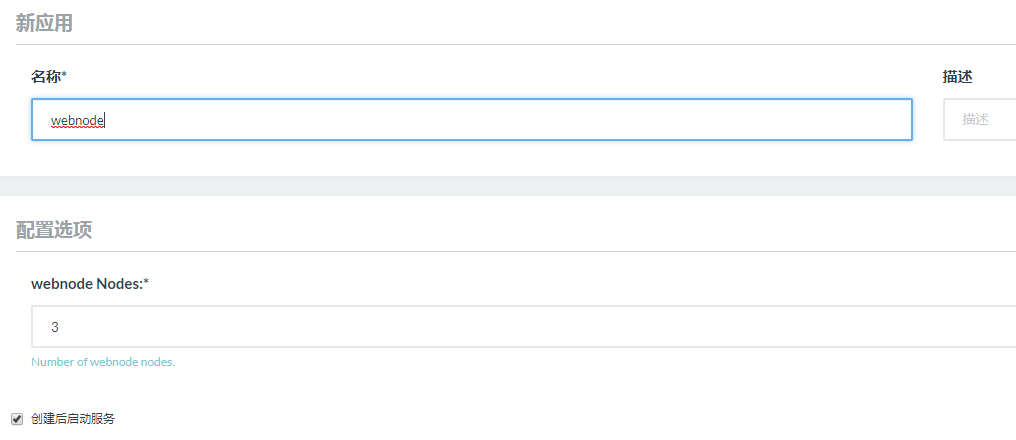 新应用
名称* 描述
webnode 描述
配置选项
webnode Nodes:*
3
Number of webnode nodes.
创建后启动服务